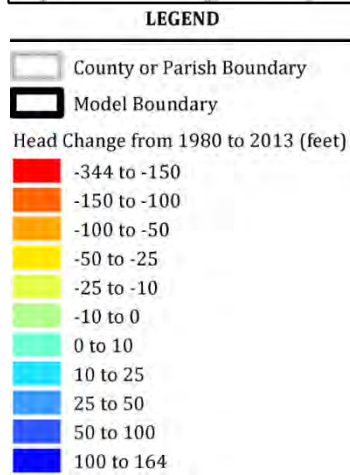 LEGEND
County or Parish Boundary
Model Boundary
Head Change from 1980 to 2013 (feet)
-344 to -150
-150 to -100
-100 to -50
-50 to -25
-25 to -10
-10 to 0
0 to 10
10 to 25
25 to 50
50 to 100
100 to 164